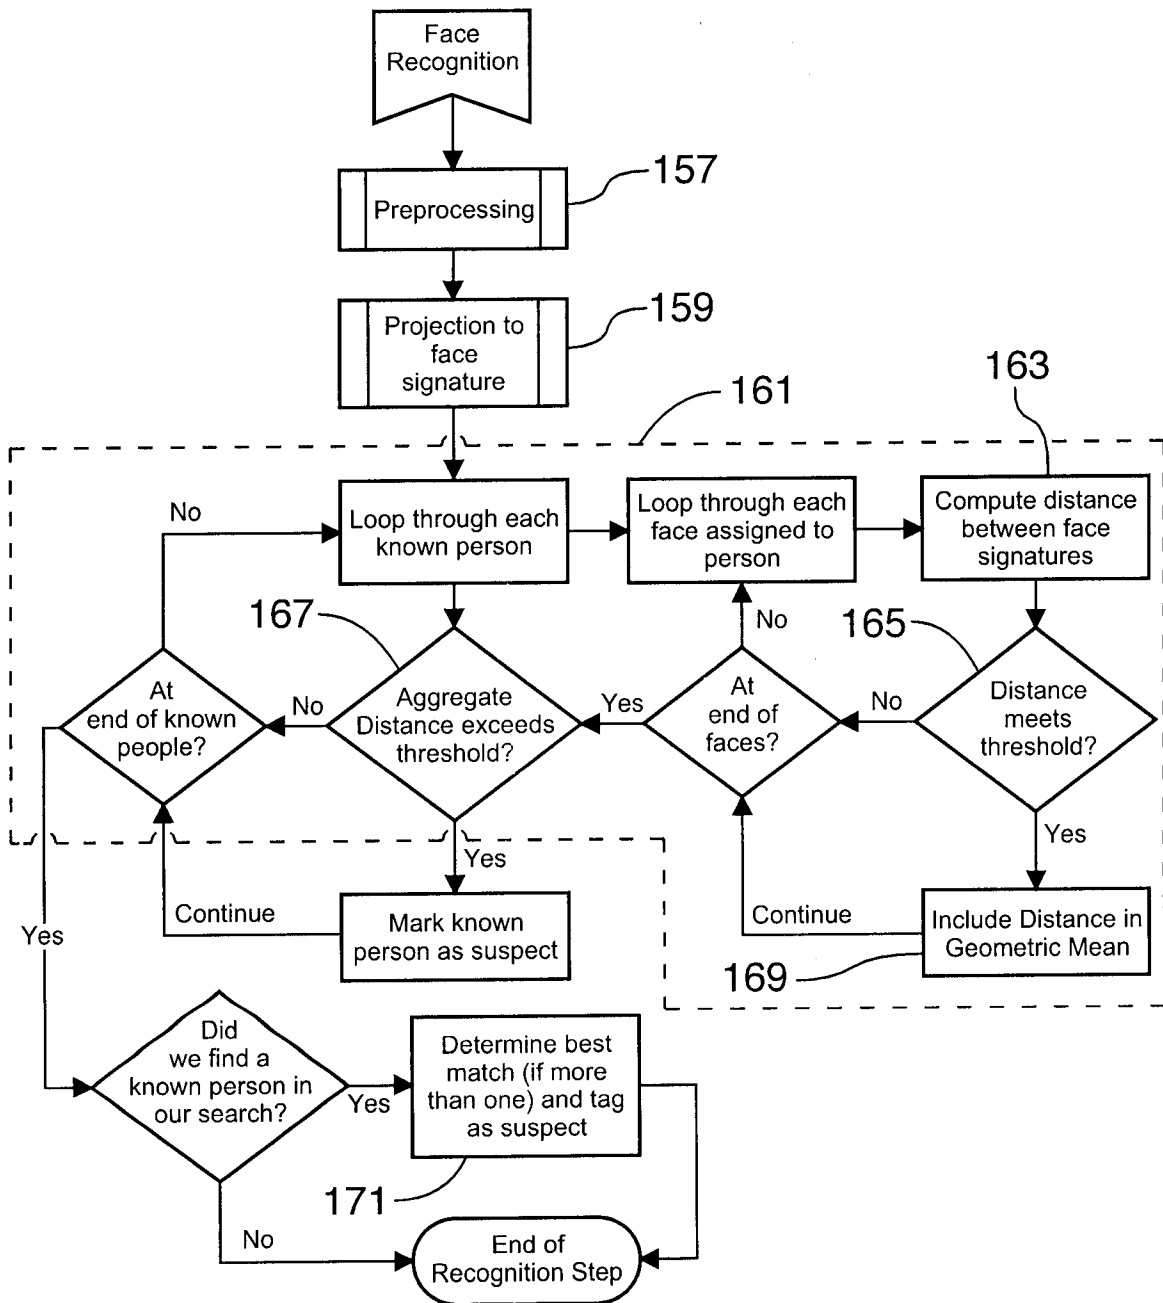 Face
Recognition
157
Preprocessing
159
Projection to
face
signature
161
163
Loop through each
known person
Loop through each
face assigned to
person
Compute distance
between face
signatures
No
167
No
165
At
end of known
people?
No
Aggregate
Distance exceeds
threshold?
Yes
At
end of
faces?
No
Distance
meets
threshold?
Yes
Yes
Continue
Mark known
person as suspect
Continue
Include Distance in
Geometric Mean
169
Yes
Did
we find a
known person in
our search?
Yes
Determine best
match (if more
than one) and tag
as suspect
171
No
End of
Recognition Step